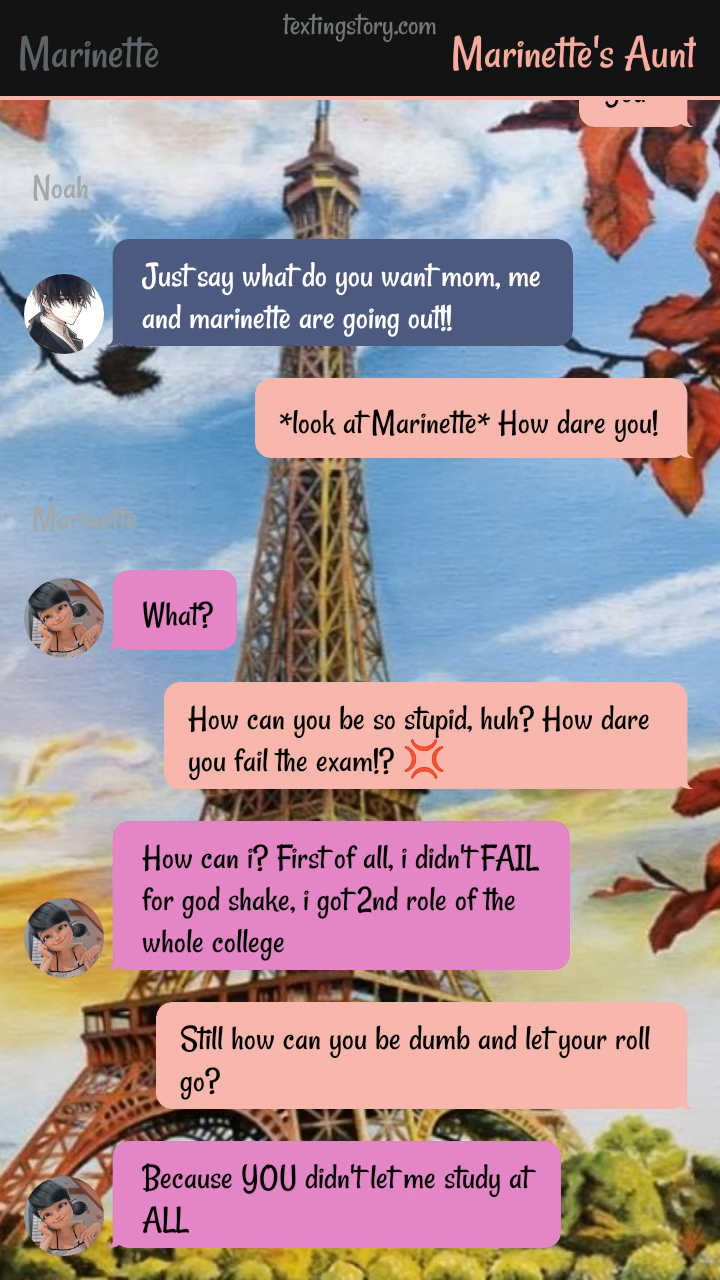 textingstory.com
Marinette
Marinette's Aunt
you
Noah
Just say what do you want mom, me
and marinette are going out!!
*look at Marinette* How dare you!
Marinette
What?
How can you be so stupid, huh? How dare
you fail the exam!? 💢
How can i? First of all, i didn't FAIL
for god shake, i got 2nd role of the
whole college
Still how can you be dumb and let your roll
go?
Because YOU didn't let me study at
ALL